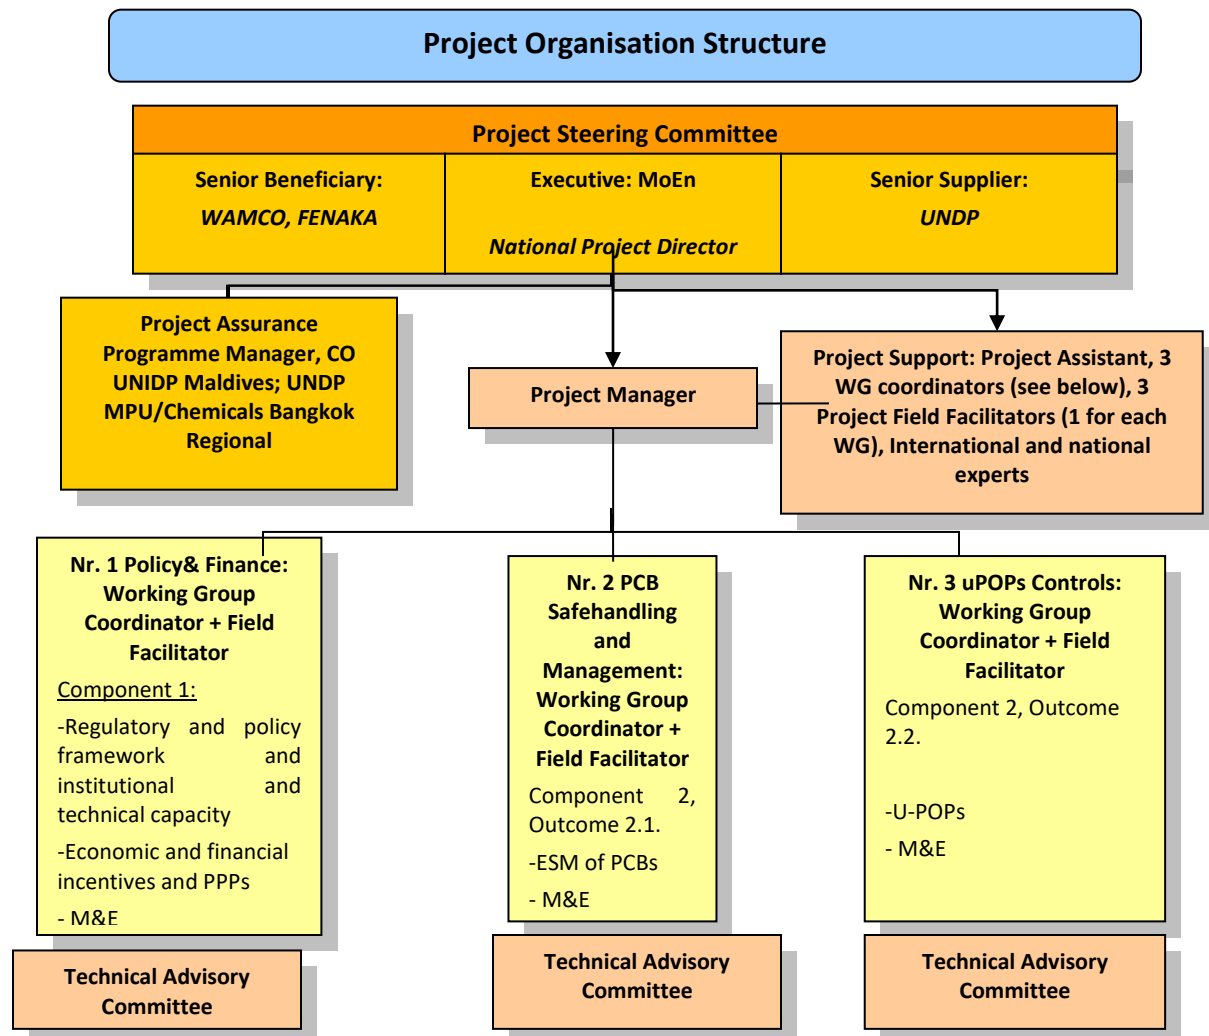 Project Organisation Structure
Project Steering Committee
Senior Beneficiary:
WAMCO, FENAKA
Executive: MoEn
National Project Director
Senior Supplier:
UNDP
Project Assurance
Programme Manager, CO
UNIDP Maldives; UNDP
MPU/Chemicals Bangkok
Regional
Project Manager
Project Support: Project Assistant, 3
WG coordinators (see below), 3
Project Field Facilitators (1 for each
WG), International and national
experts
Nr. 1 Policy& Finance:
Working Group
Coordinator + Field
Facilitator
Component 1:
-Regulatory and policy
framework and
institutional and
technical capacity
-Economic and financial
incentives and PPPs
- M&E
Nr. 2 PCB
Safehandling
and
Management:
Working Group
Coordinator +
Field Facilitator
Component 2,
Outcome 2.1.
-ESM of PCBs
- M&E
Nr. 3 uPOPs Controls:
Working Group
Coordinator + Field
Facilitator
Component 2, Outcome
2.2.
-U-POPs
- M&E
Technical Advisory
Committee
Technical Advisory
Committee
Technical Advisory
Committee